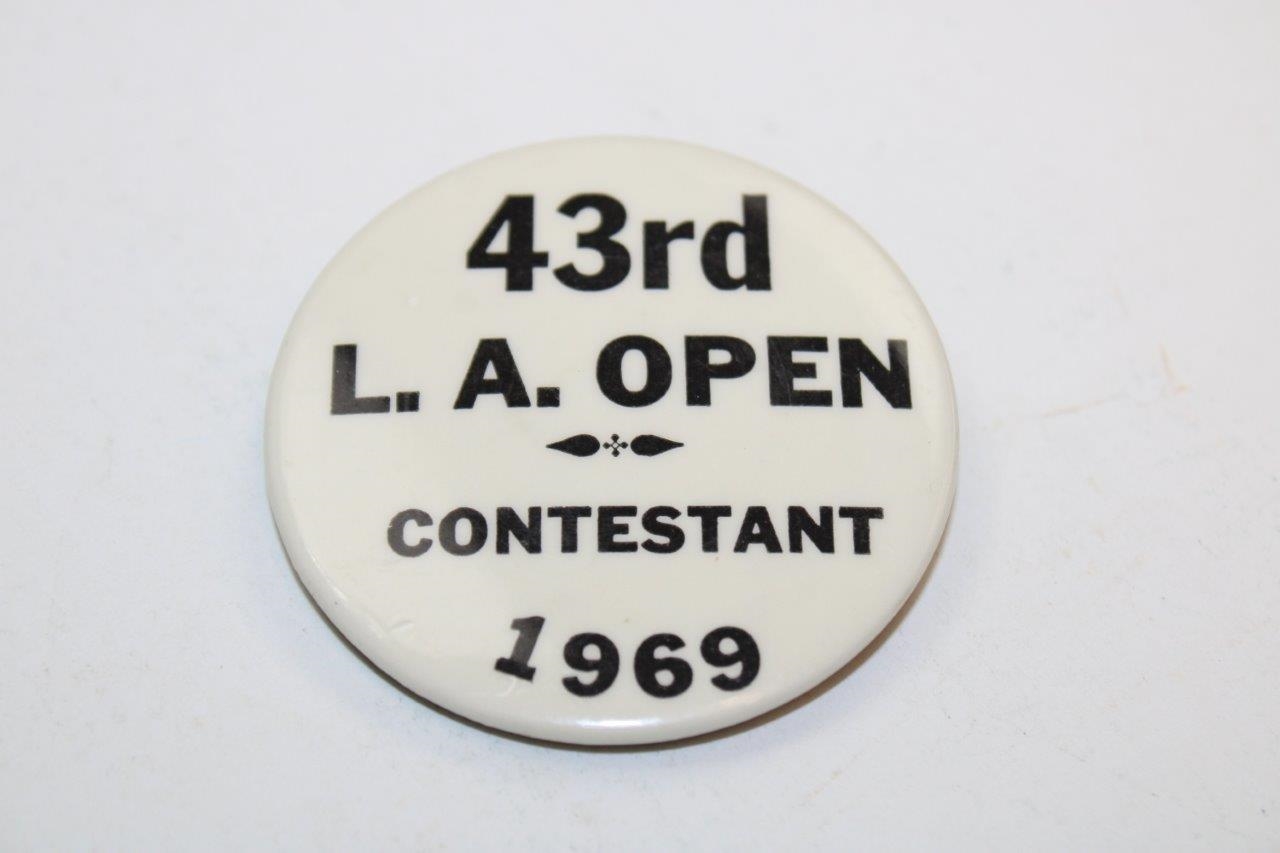 43rd
L. A. OPEN
CONTESTANT
1969